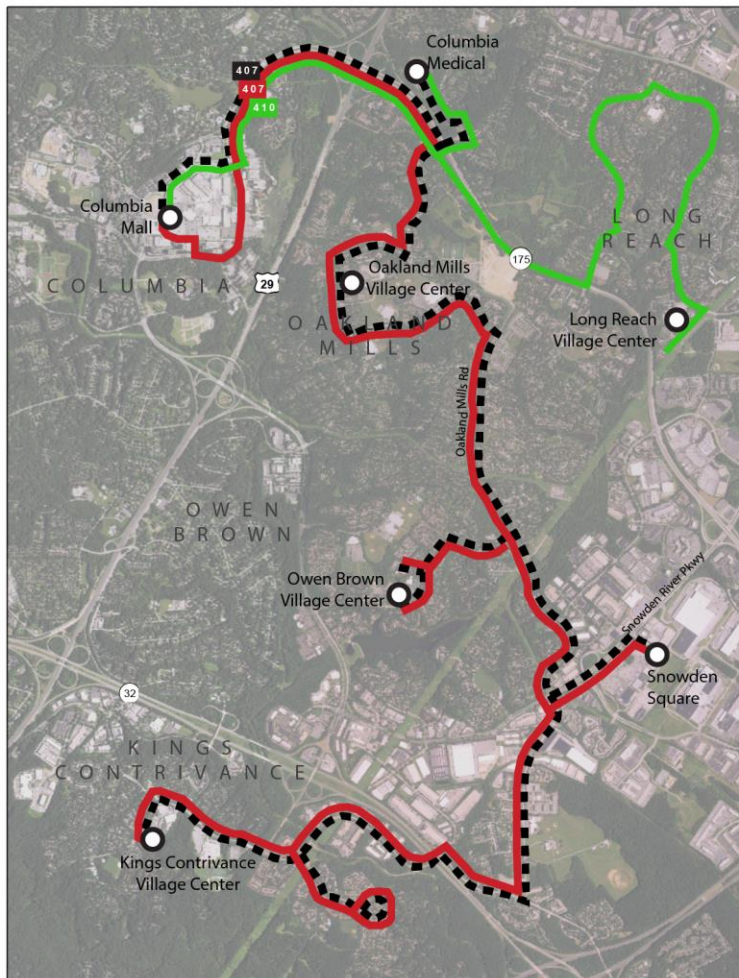 Columbia
Medical
407
407
410
Columbia
Mall
LONG
REACH
175
COLUMBIA
29
Oakland Mills
Village Center
OAKLAND
MILLS
Long Reach
Village Center
Oakland Mills Rd
OWEN
BROWN
Owen Brown
Village Center
Snowden River Pkwy
Snowden
Square
32
KINGS
CONTRIVANCE
Kings Contrivance
Village Center